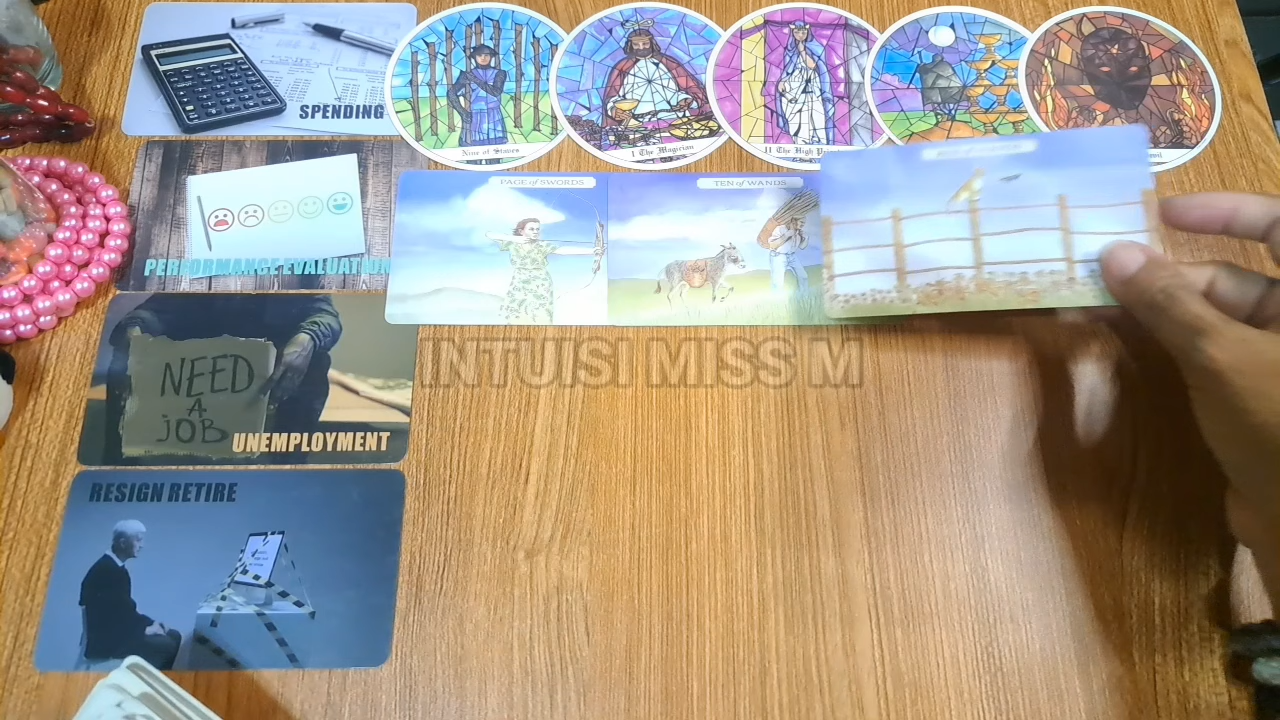 SPENDING
Nine of Staves
I The Magician
II The High
PAGE of SWORDS
TEN of WANDS
PERFORMANCE EVALUATION
INTUISI MISS M
NEED
A
JOB
UNEMPLOYMENT
RESIGN RETIRE